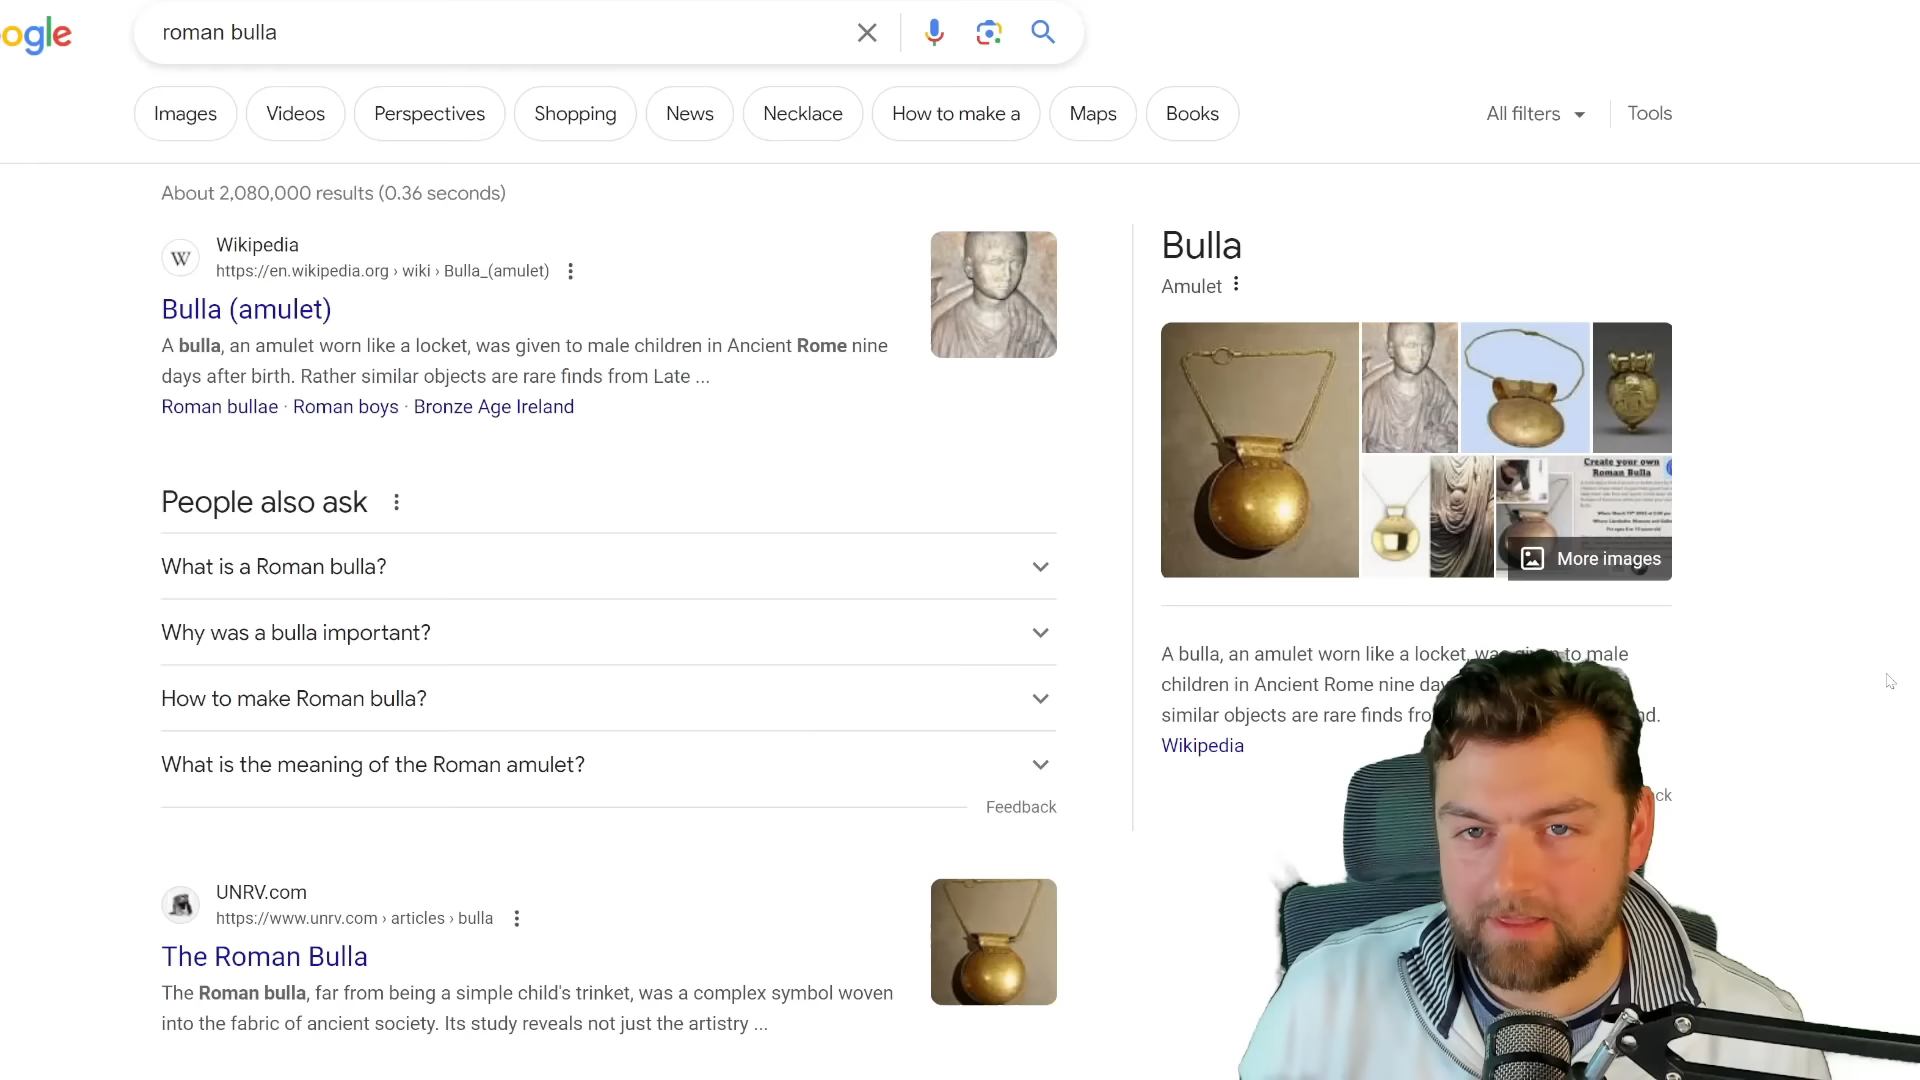 ogle
roman bulla
Images
Videos
Perspectives
Shopping
News
Necklace
How to make a
Maps
Books
All filters
Tools
About 2,080,000 results (0.36 seconds)
W
Wikipedia
https://en.wikipedia.org › wiki › Bulla_(amulet)
Bulla (amulet)
A bulla, an amulet worn like a locket, was given to male children in Ancient Rome nine
days after birth. Rather similar objects are rare finds from Late ...
Roman bullae · Roman boys · Bronze Age Ireland
People also ask
What is a Roman bulla?
Why was a bulla important?
How to make Roman bulla?
What is the meaning of the Roman amulet?
Feedback
UNRV.com
https://www.unrv.com › articles › bulla
The Roman Bulla
The Roman bulla, far from being a simple child's trinket, was a complex symbol woven
into the fabric of ancient society. Its study reveals not just the artistry ...
Bulla
Amulet
Create your own
Roman Bulla
More images
A bulla, an amulet worn like a locket, was given to male
children in Ancient Rome nine day
similar objects are rare finds fro nd.
Wikipedia
ck